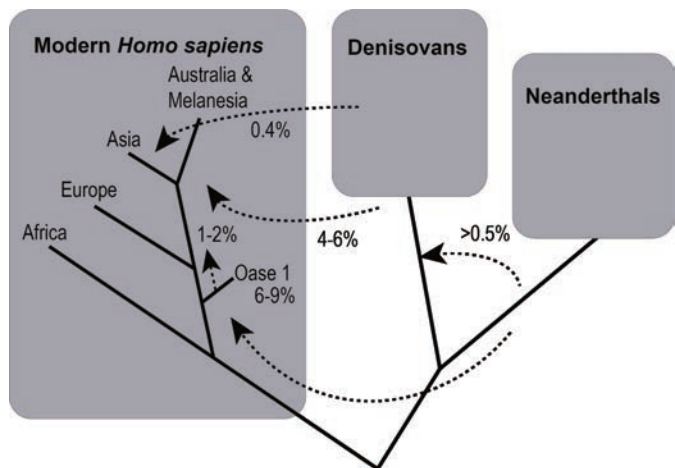 Modern Homo sapiens
Denisovans
Neanderthals
Australia &
Melanesia
Asia
0.4%
Europe
Africa
1-2%
4-6%
>0.5%
Oase 1
6-9%